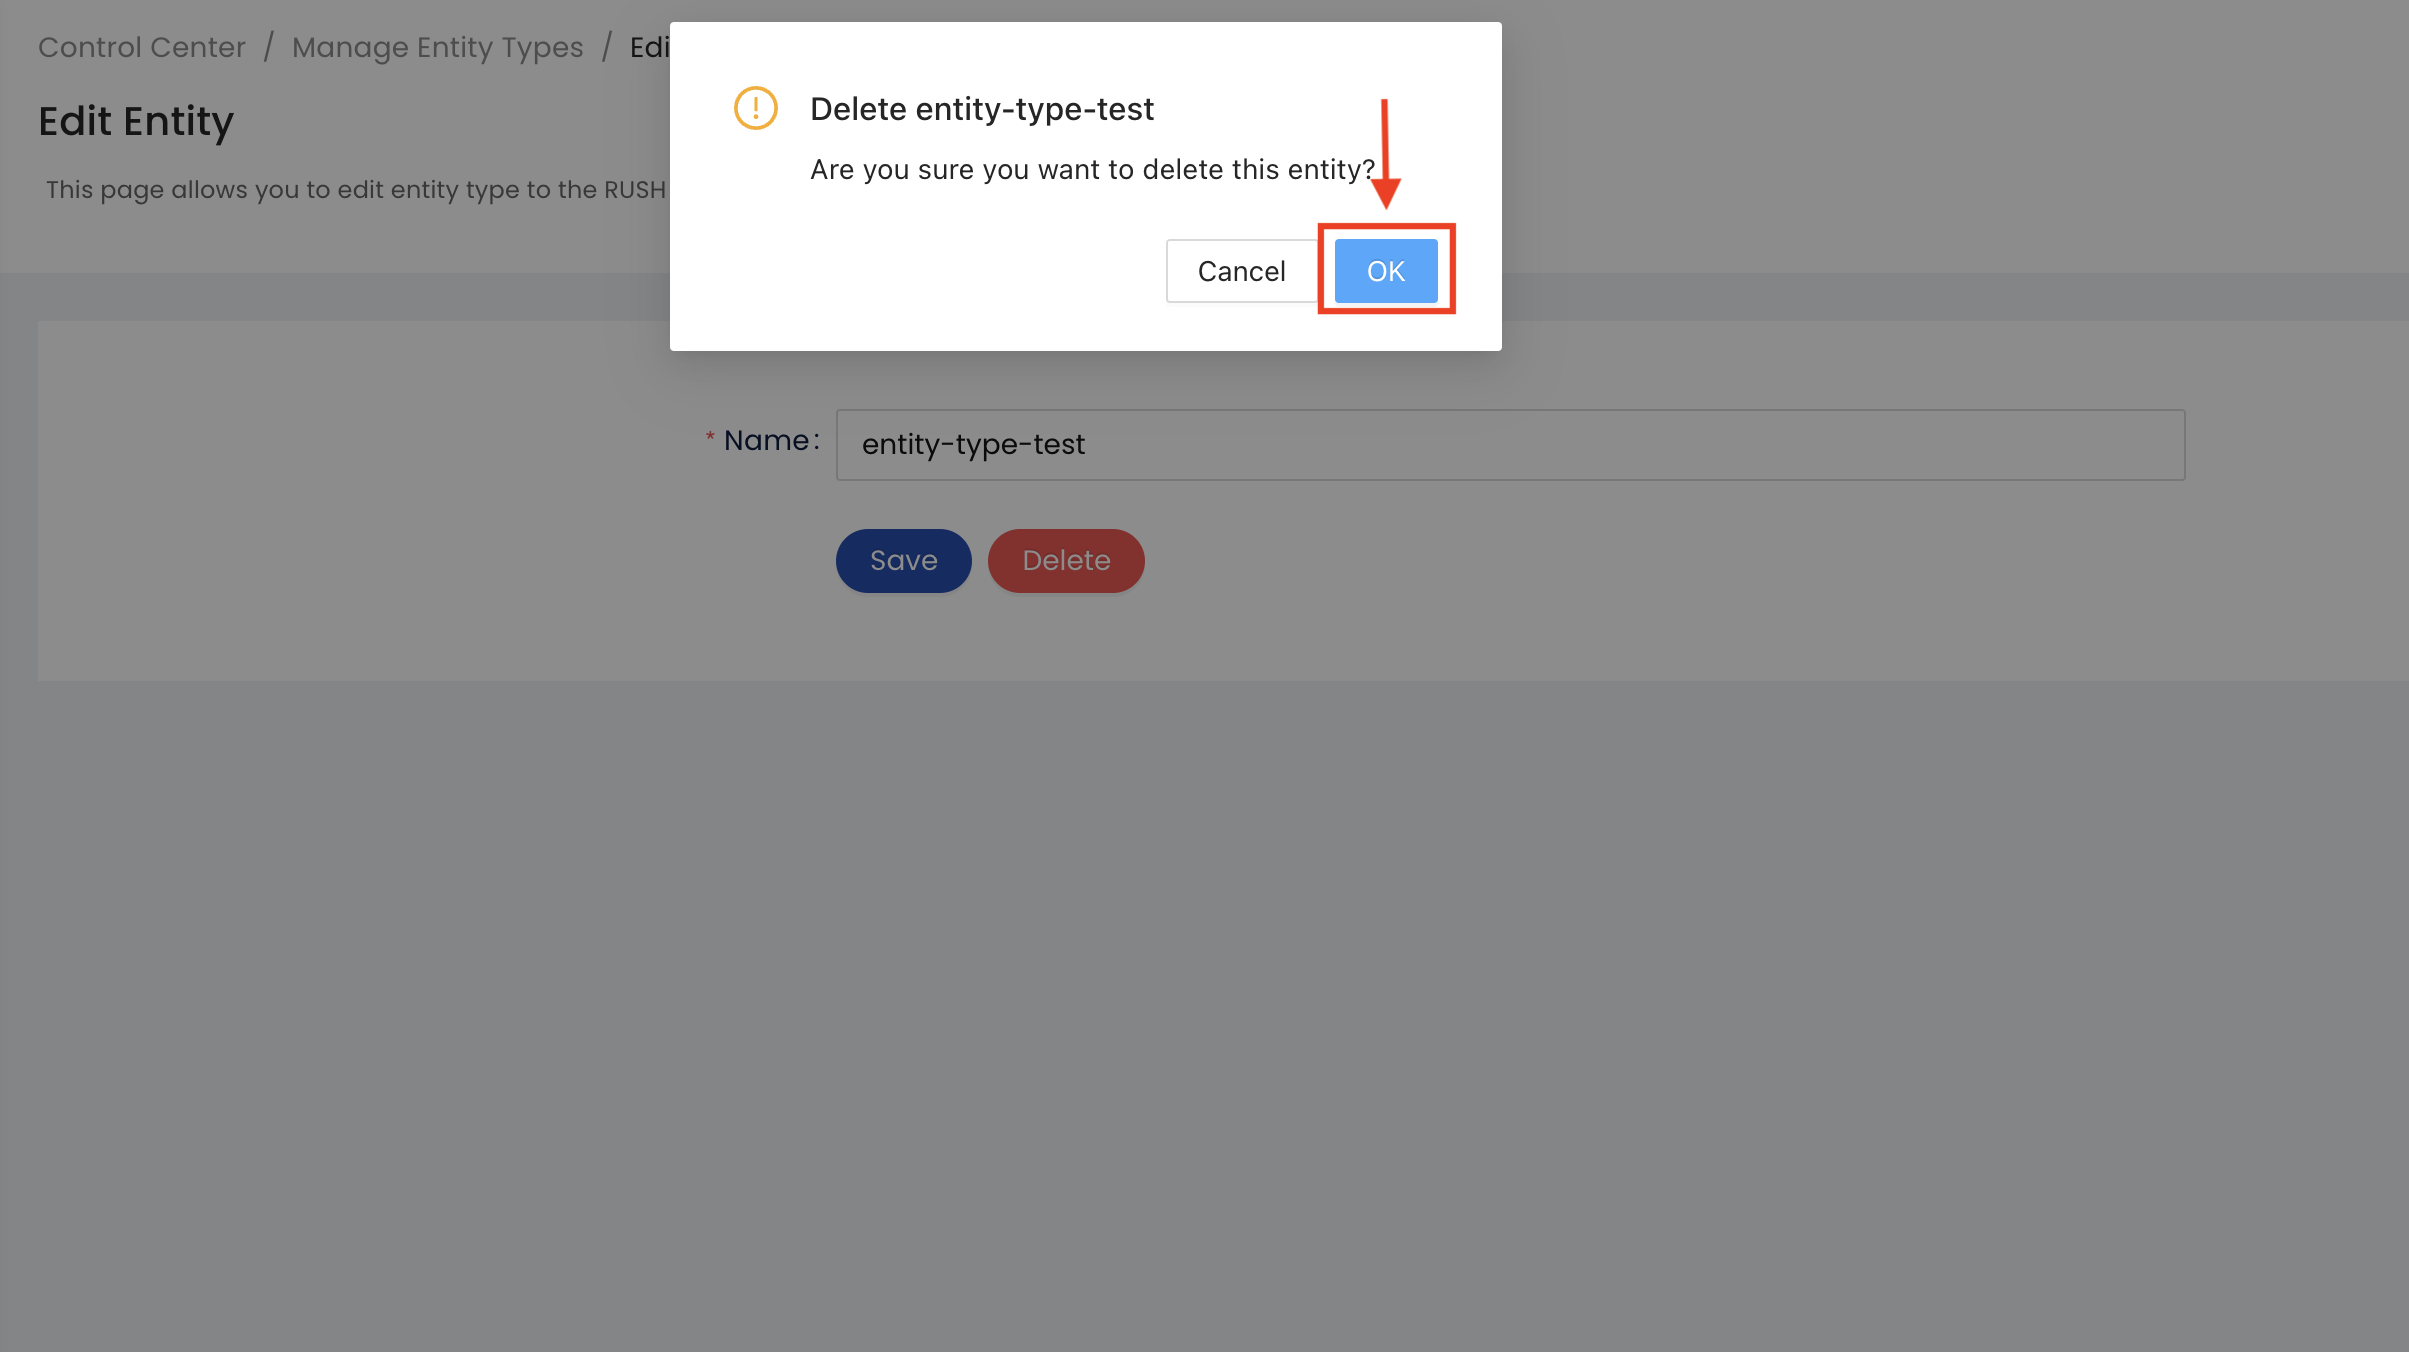 Control Center / Manage Entity Types / Edi
Edit Entity
This page allows you to edit entity type to the RUSH
Delete entity-type-test
Are you sure you want to delete this entity?
Cancel
OK
* Name: entity-type-test
Save
Delete